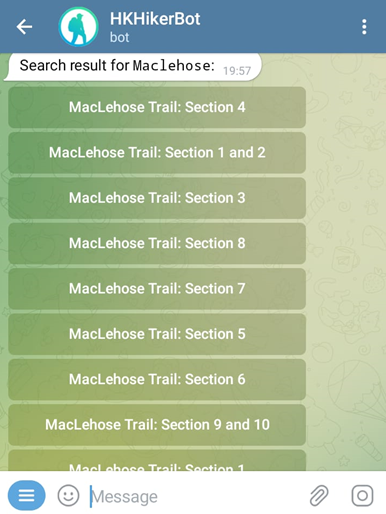 HKHikerBot
bot
Search result for Maclehose:
19:57
MacLehose Trail: Section 4
MacLehose Trail: Section 1 and 2
MacLehose Trail: Section 3
MacLehose Trail: Section 8
MacLehose Trail: Section 7
MacLehose Trail: Section 5
MacLehose Trail: Section 6
MacLehose Trail: Section 9 and 10
MacLehose Trail: Section 1
Message